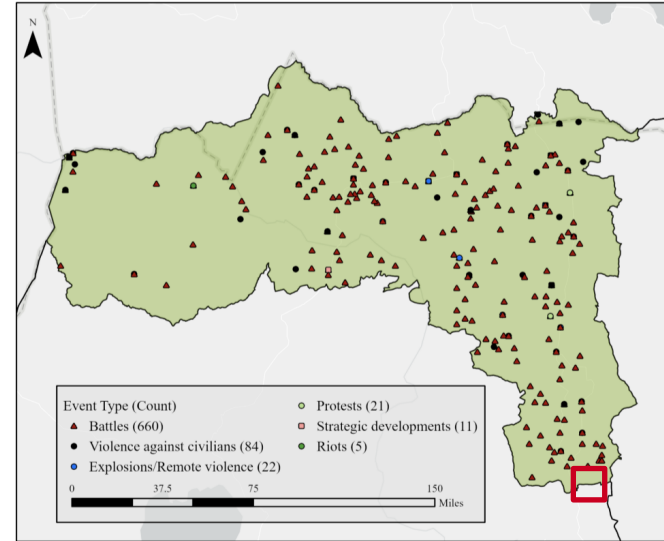 N
Event Type (Count)
Battles (660)
Violence against civilians (84)
Explosions/Remote violence (22)
Protests (21)
Strategic developments (11)
Riots (5)
0 37.5 75 150
Miles